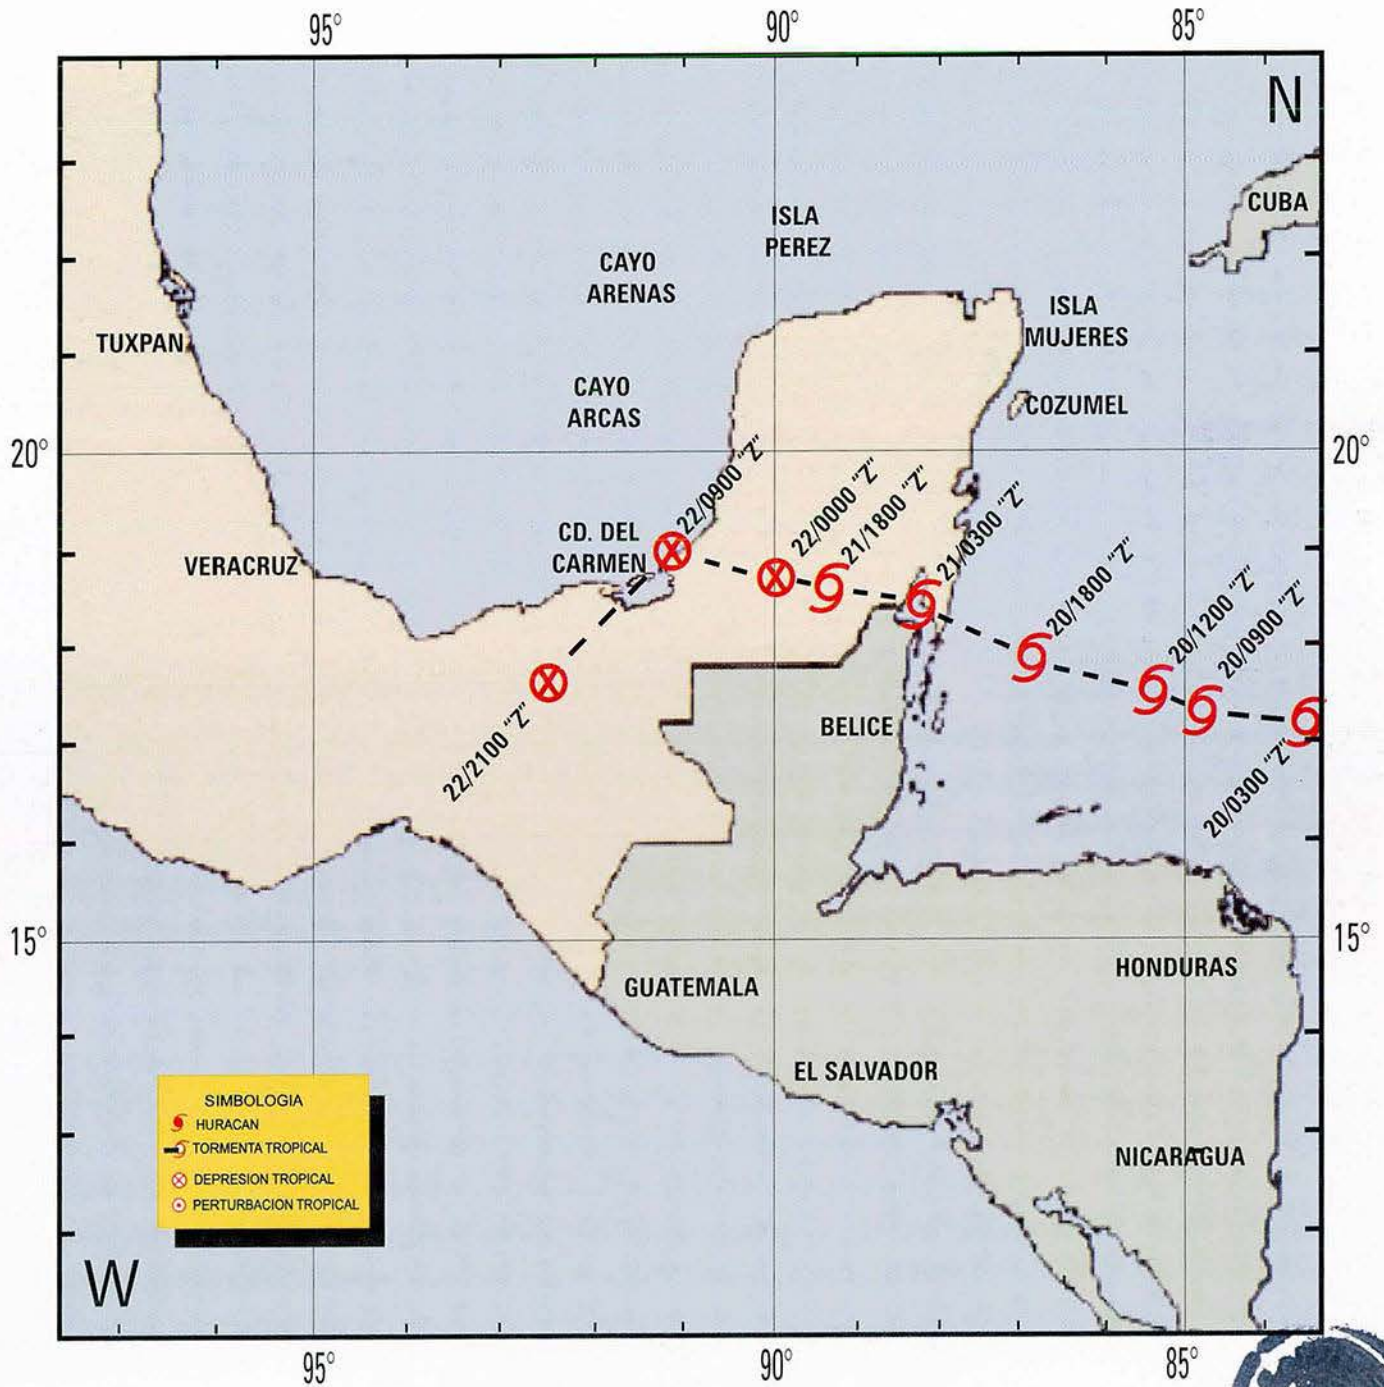 95°
90°
85°
N
CUBA
ISLA
PEREZ
CAYO
ARENAS
ISLA
MUJERES
TUXPAN
CAYO
ARCAS
COZUMEL
20°
20°
22/0900 "Z"
22/0000 "Z"
21/1800 "Z"
21/0300 "Z"
CD. DEL
CARMEN
VERACRUZ
20/1800 "Z"
20/1200 "Z"
20/0900 "Z"
22/2100 "Z"
BELICE
20/0300 "Z"
15°
15°
HONDURAS
GUATEMALA
EL SALVADOR
NICARAGUA
SIMBOLOGIA
HURACAN
TORMENTA TROPICAL
DEPRESION TROPICAL
PERTURBACION TROPICAL
W
95°
90°
85°